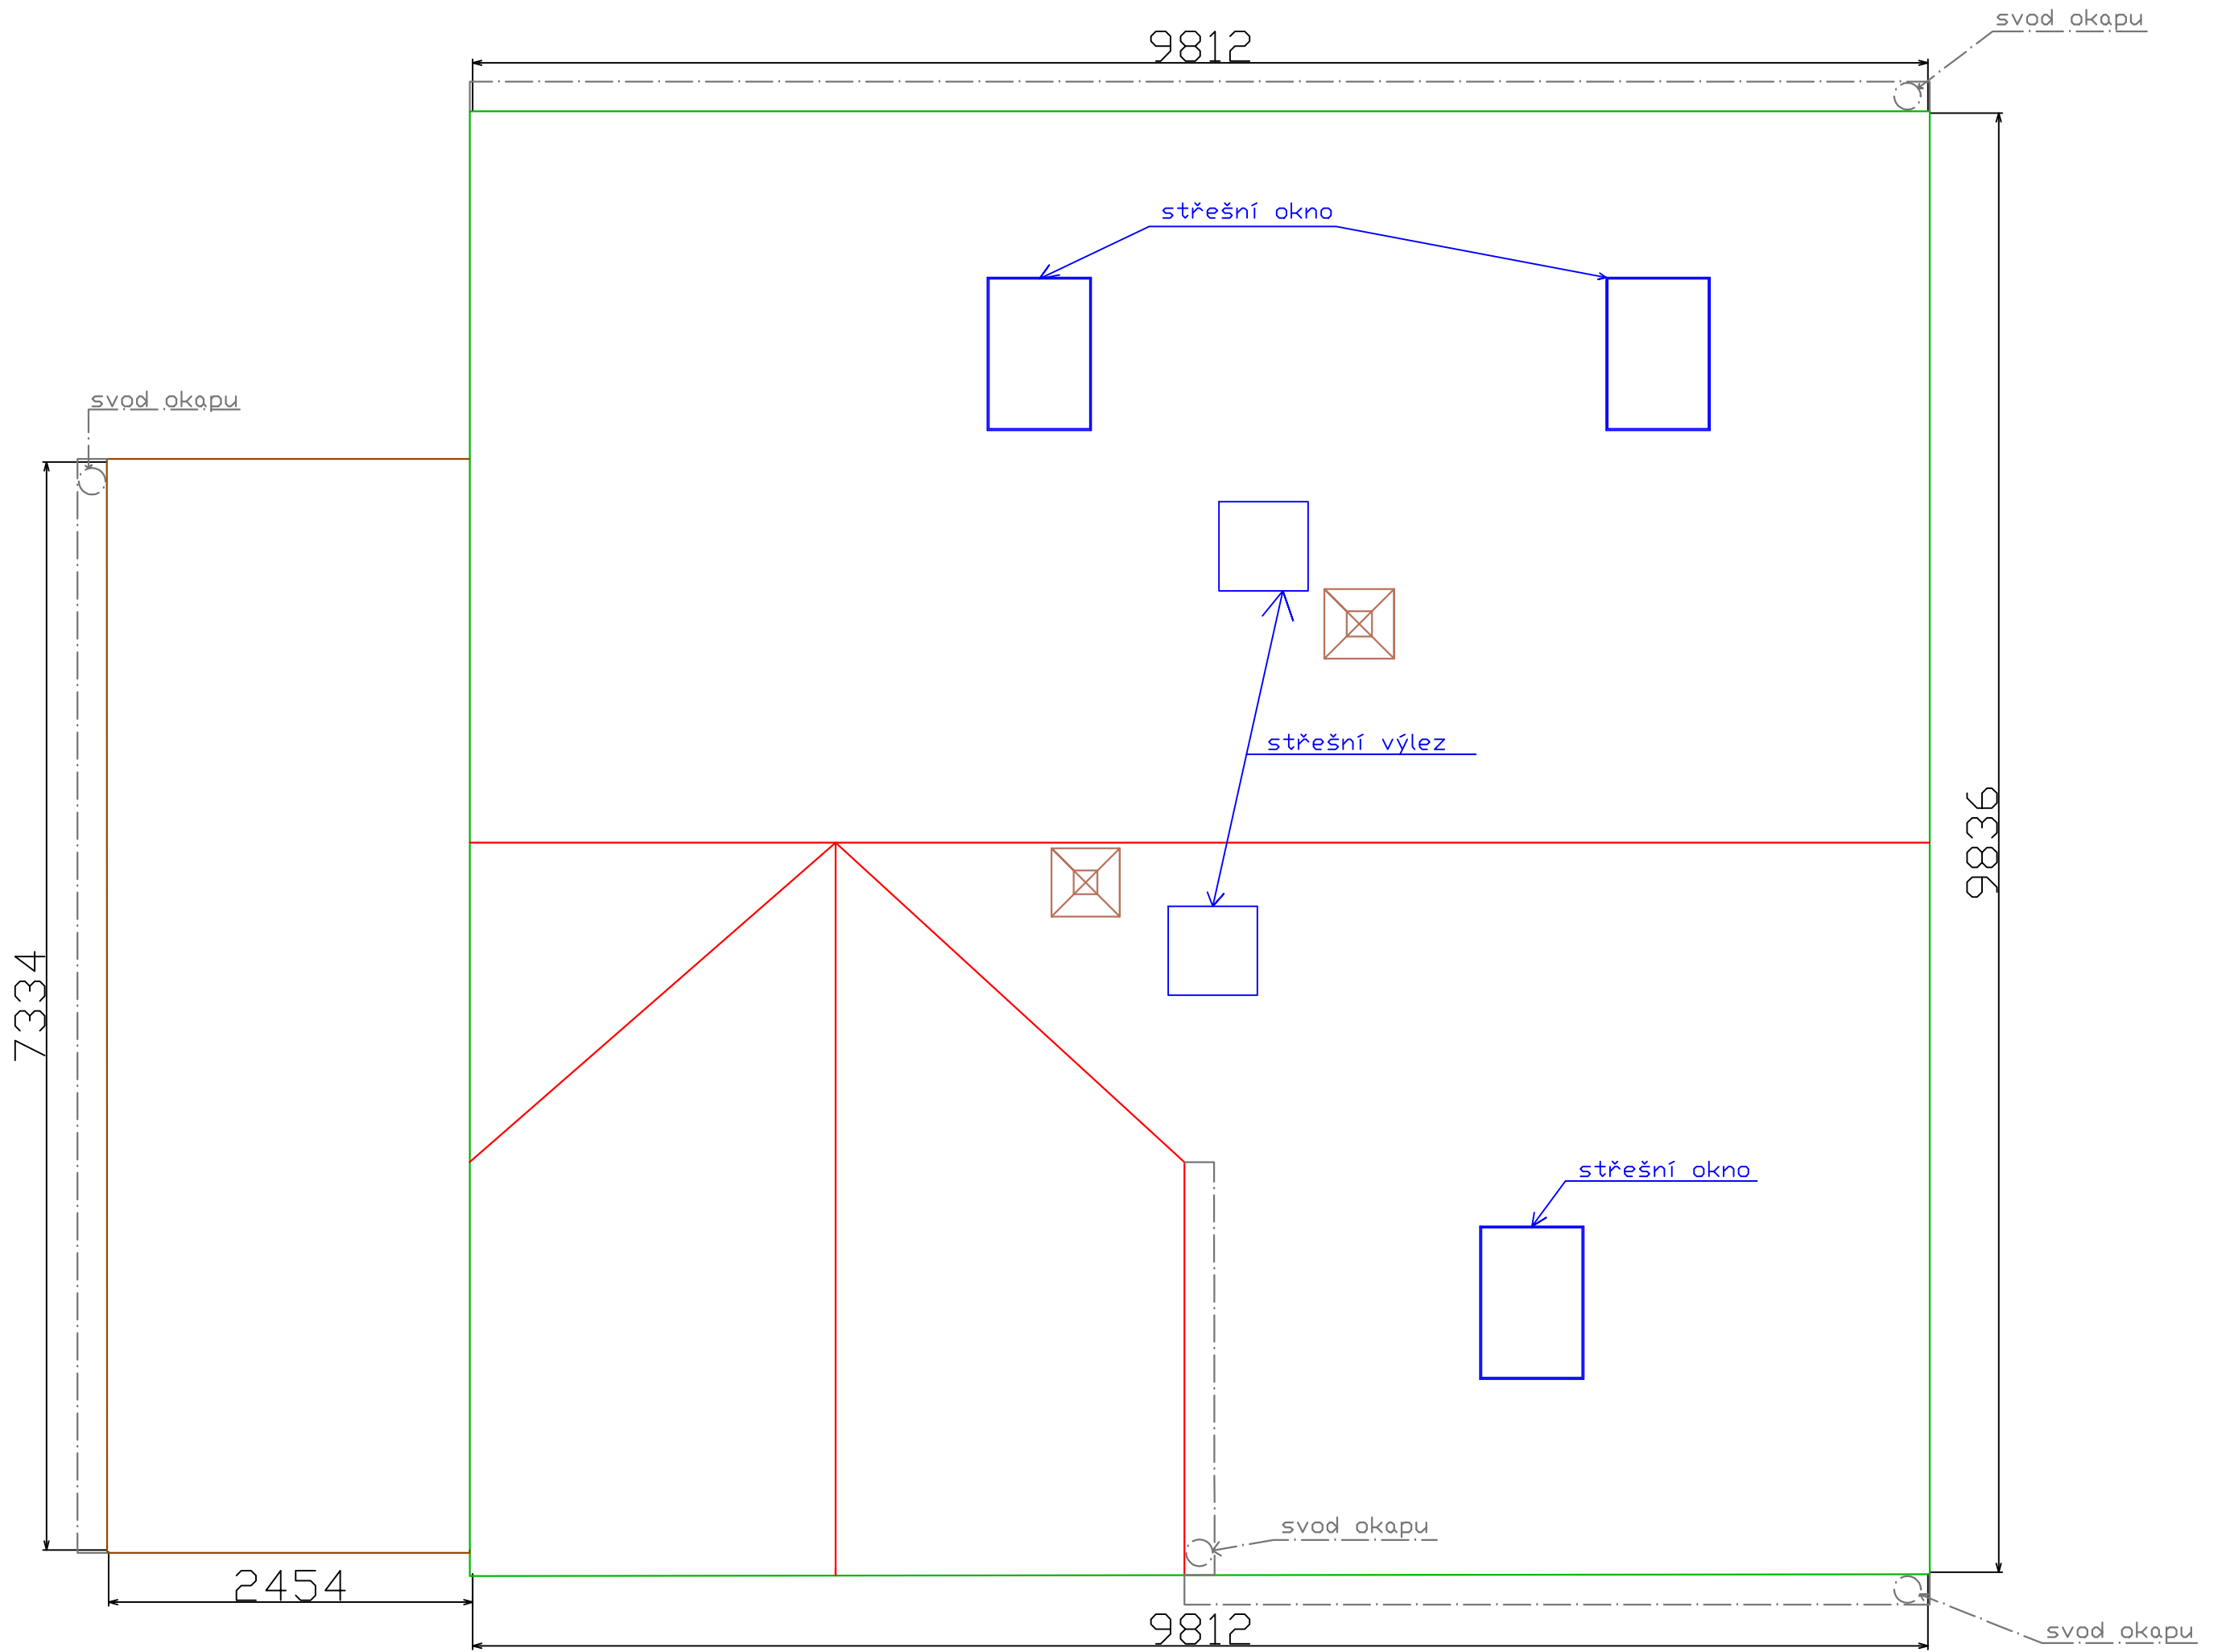 svod okapu
9812
střešní okno
svod okapu
střešní výlez
9836
7334
střešní okno
svod okapu
2454
9812
svod okapu